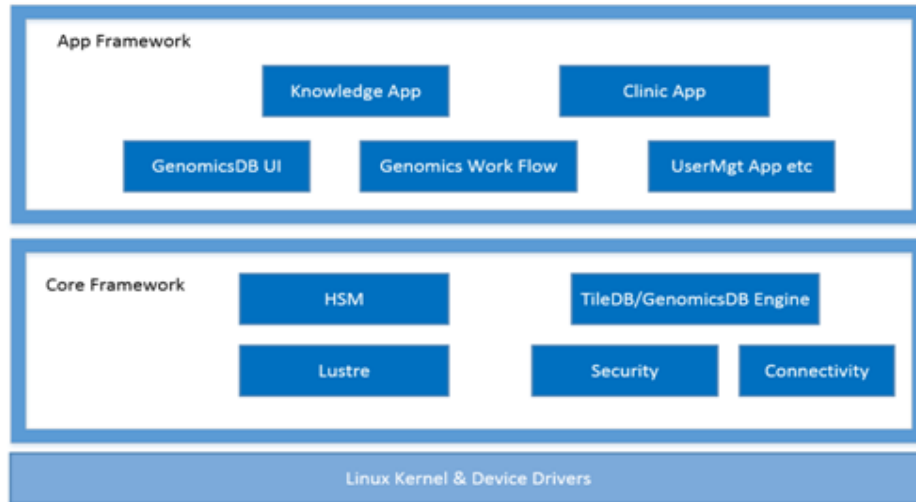 App Framework
Knowledge App
Clinic App
GenomicsDB UI
Genomics Work Flow
UserMgt App etc
Core Framework
HSM
TileDB/GenomicsDB Engine
Lustre
Security
Connectivity
Linux Kernel & Device Drivers